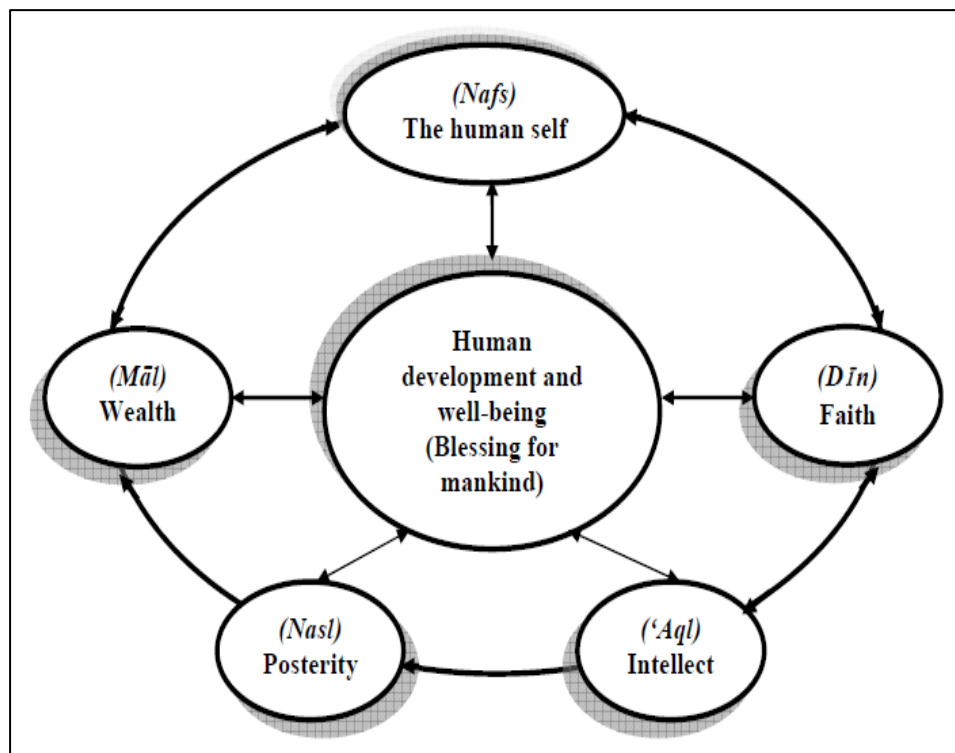 (Nafs)
The human self
(Māl)
Wealth
Human
development and
well-being
(Blessing for
mankind)
(Dīn)
Faith
(Nasl)
Posterity
(‘Aql)
Intellect